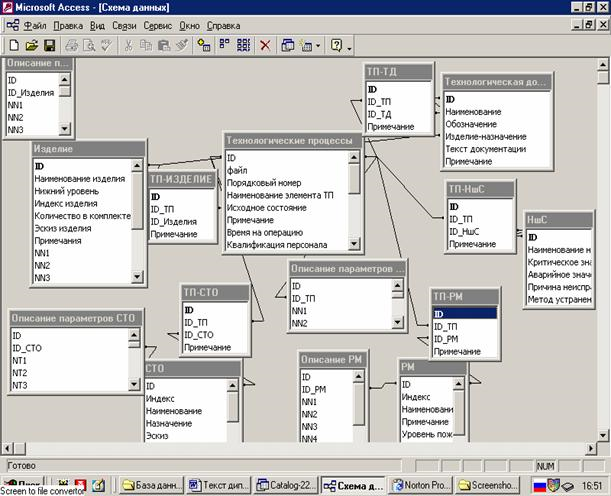 Microsoft Access - [Схема данных]
Файл Правка Вид Связи Сервис Окно Справка
Описание п...
ID
ID_Изделия
NN1
NN2
NN3
ТП-ТД
ID
ID_ТП
ID_ТД
Примечание
Технологическая до...
ID
Наименование
Обозначение
Изделие-назначение
Текст документации
Примечание
Изделие
ID
Наименование изделия
Нижний уровень
Индекс изделия
Количество в комплекте
Эскиз изделия
Примечания
NN1
NN2
NN3
ТП-ИЗДЕЛИЕ
ID
ID_ТП
ID_Изделия
Примечание
Технологические процессы
ID
файл
Порядковый номер
Наименование элемента ТП
Исходное состояние
Примечание
Время на операцию
Квалификация персонала
ТП-НшС
ID
ID_ТП
ID_НшС
Примечание
НшС
ID
Наименование н
Критическое зна
Аварийное значе
Причина неиспра
Метод устранен
ТП-СТО
ID
ID_ТП
ID_СТО
Примечание
Описание параметров ...
ID
ID_ТП
NN1
NN2
ТП-РМ
ID
ID_ТП
ID_РМ
Примечание
Описание параметров СТО
ID
ID_СТО
NT1
NT2
NT3
СТО
ID
Индекс
Наименование
Назначение
Эскиз
Описание РМ
ID
ID_РМ
NN1
NN2
NN3
NN4
РМ
ID
Индекс
Наименовани
Примечание
Уровень пож
Готово
NUM
Пуск
База данн...
Текст дип...
Catalog-22...
Схема д...
Norton Pro...
Screensho...
16:51
Screen to file convertor